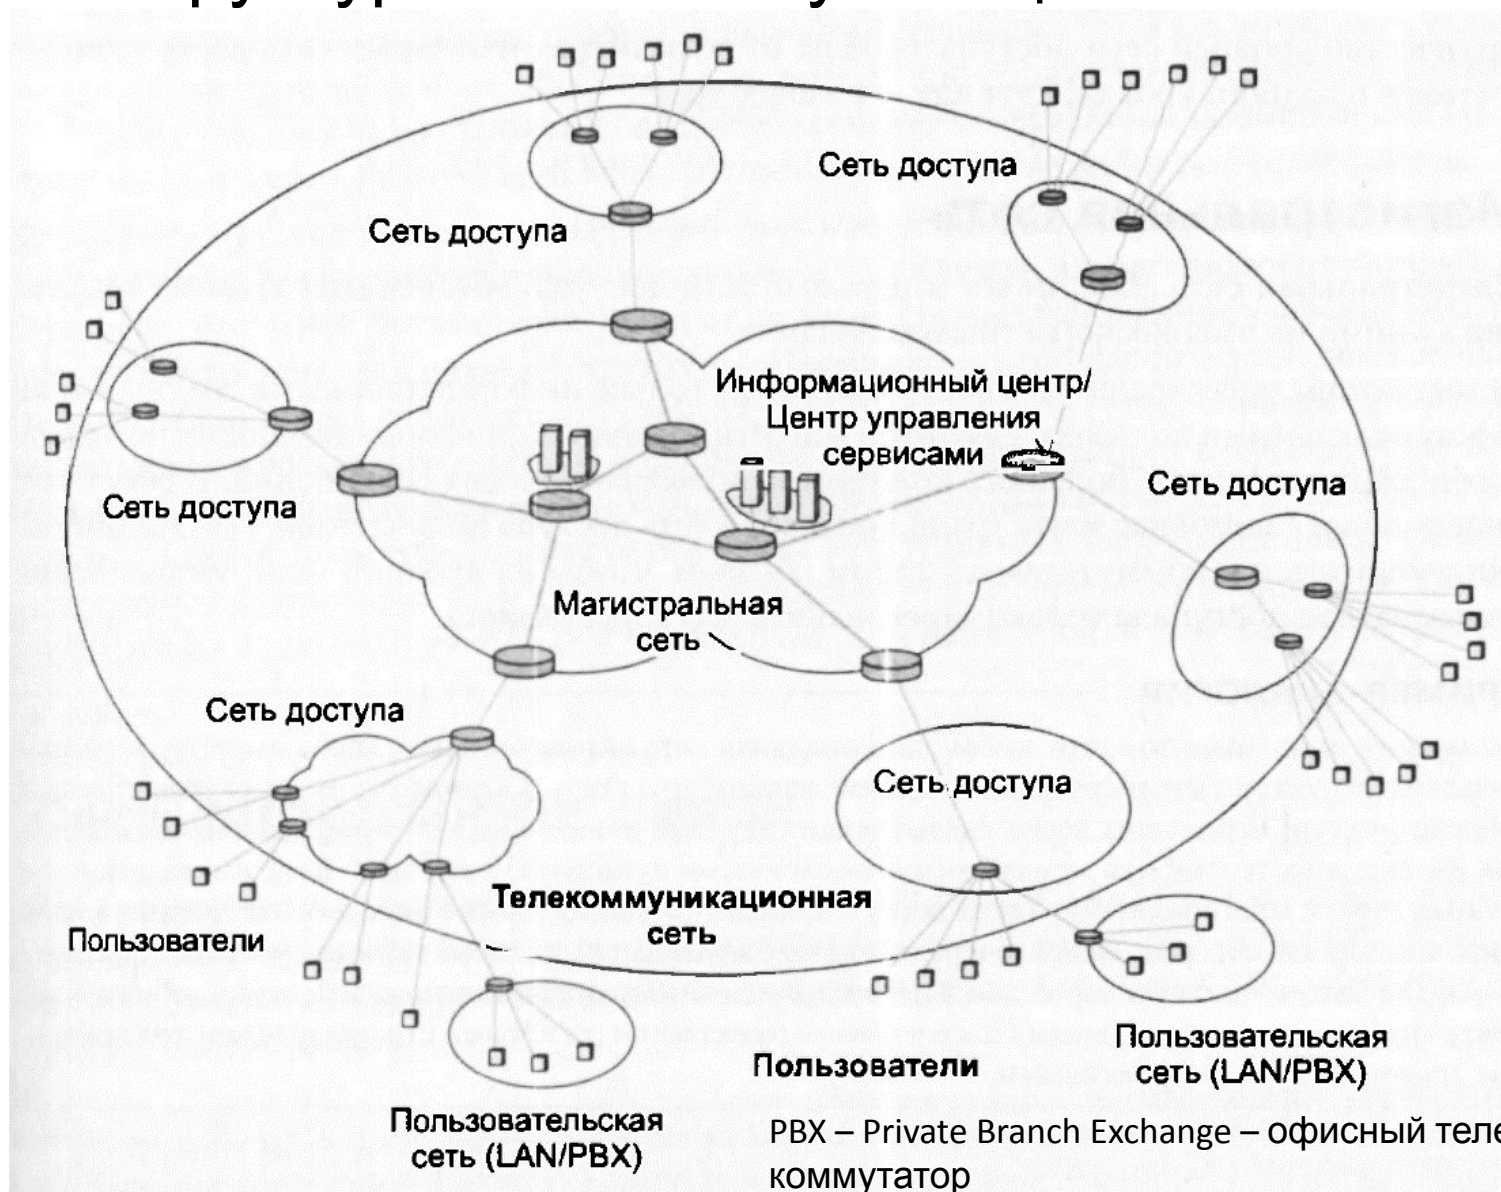 Сеть доступа
Сеть доступа
Информационный центр/
Центр управления
сервисами
Сеть доступа
Сеть доступа
Магистральная
сеть
Сеть доступа
Сеть доступа
Телекоммуникационная
сеть
Пользователи
Пользовательская
сеть (LAN/PBX)
Пользователи
Пользовательская
сеть (LAN/PBX)
PBX – Private Branch Exchange – офисный
коммутатор